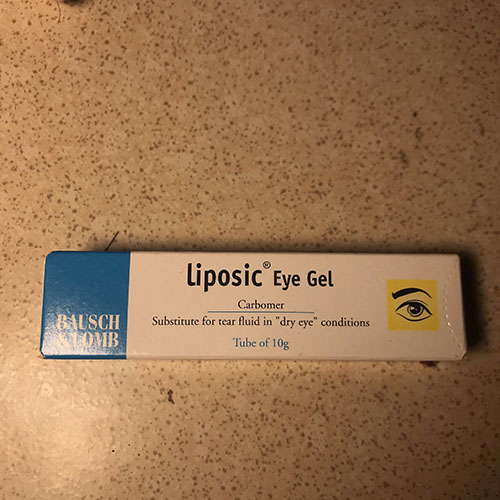 Liposic® Eye Gel
Carbomer
Substitute for tear fluid in "dry eye" conditions
Tube of 10g
BAUSCH
& LOMB